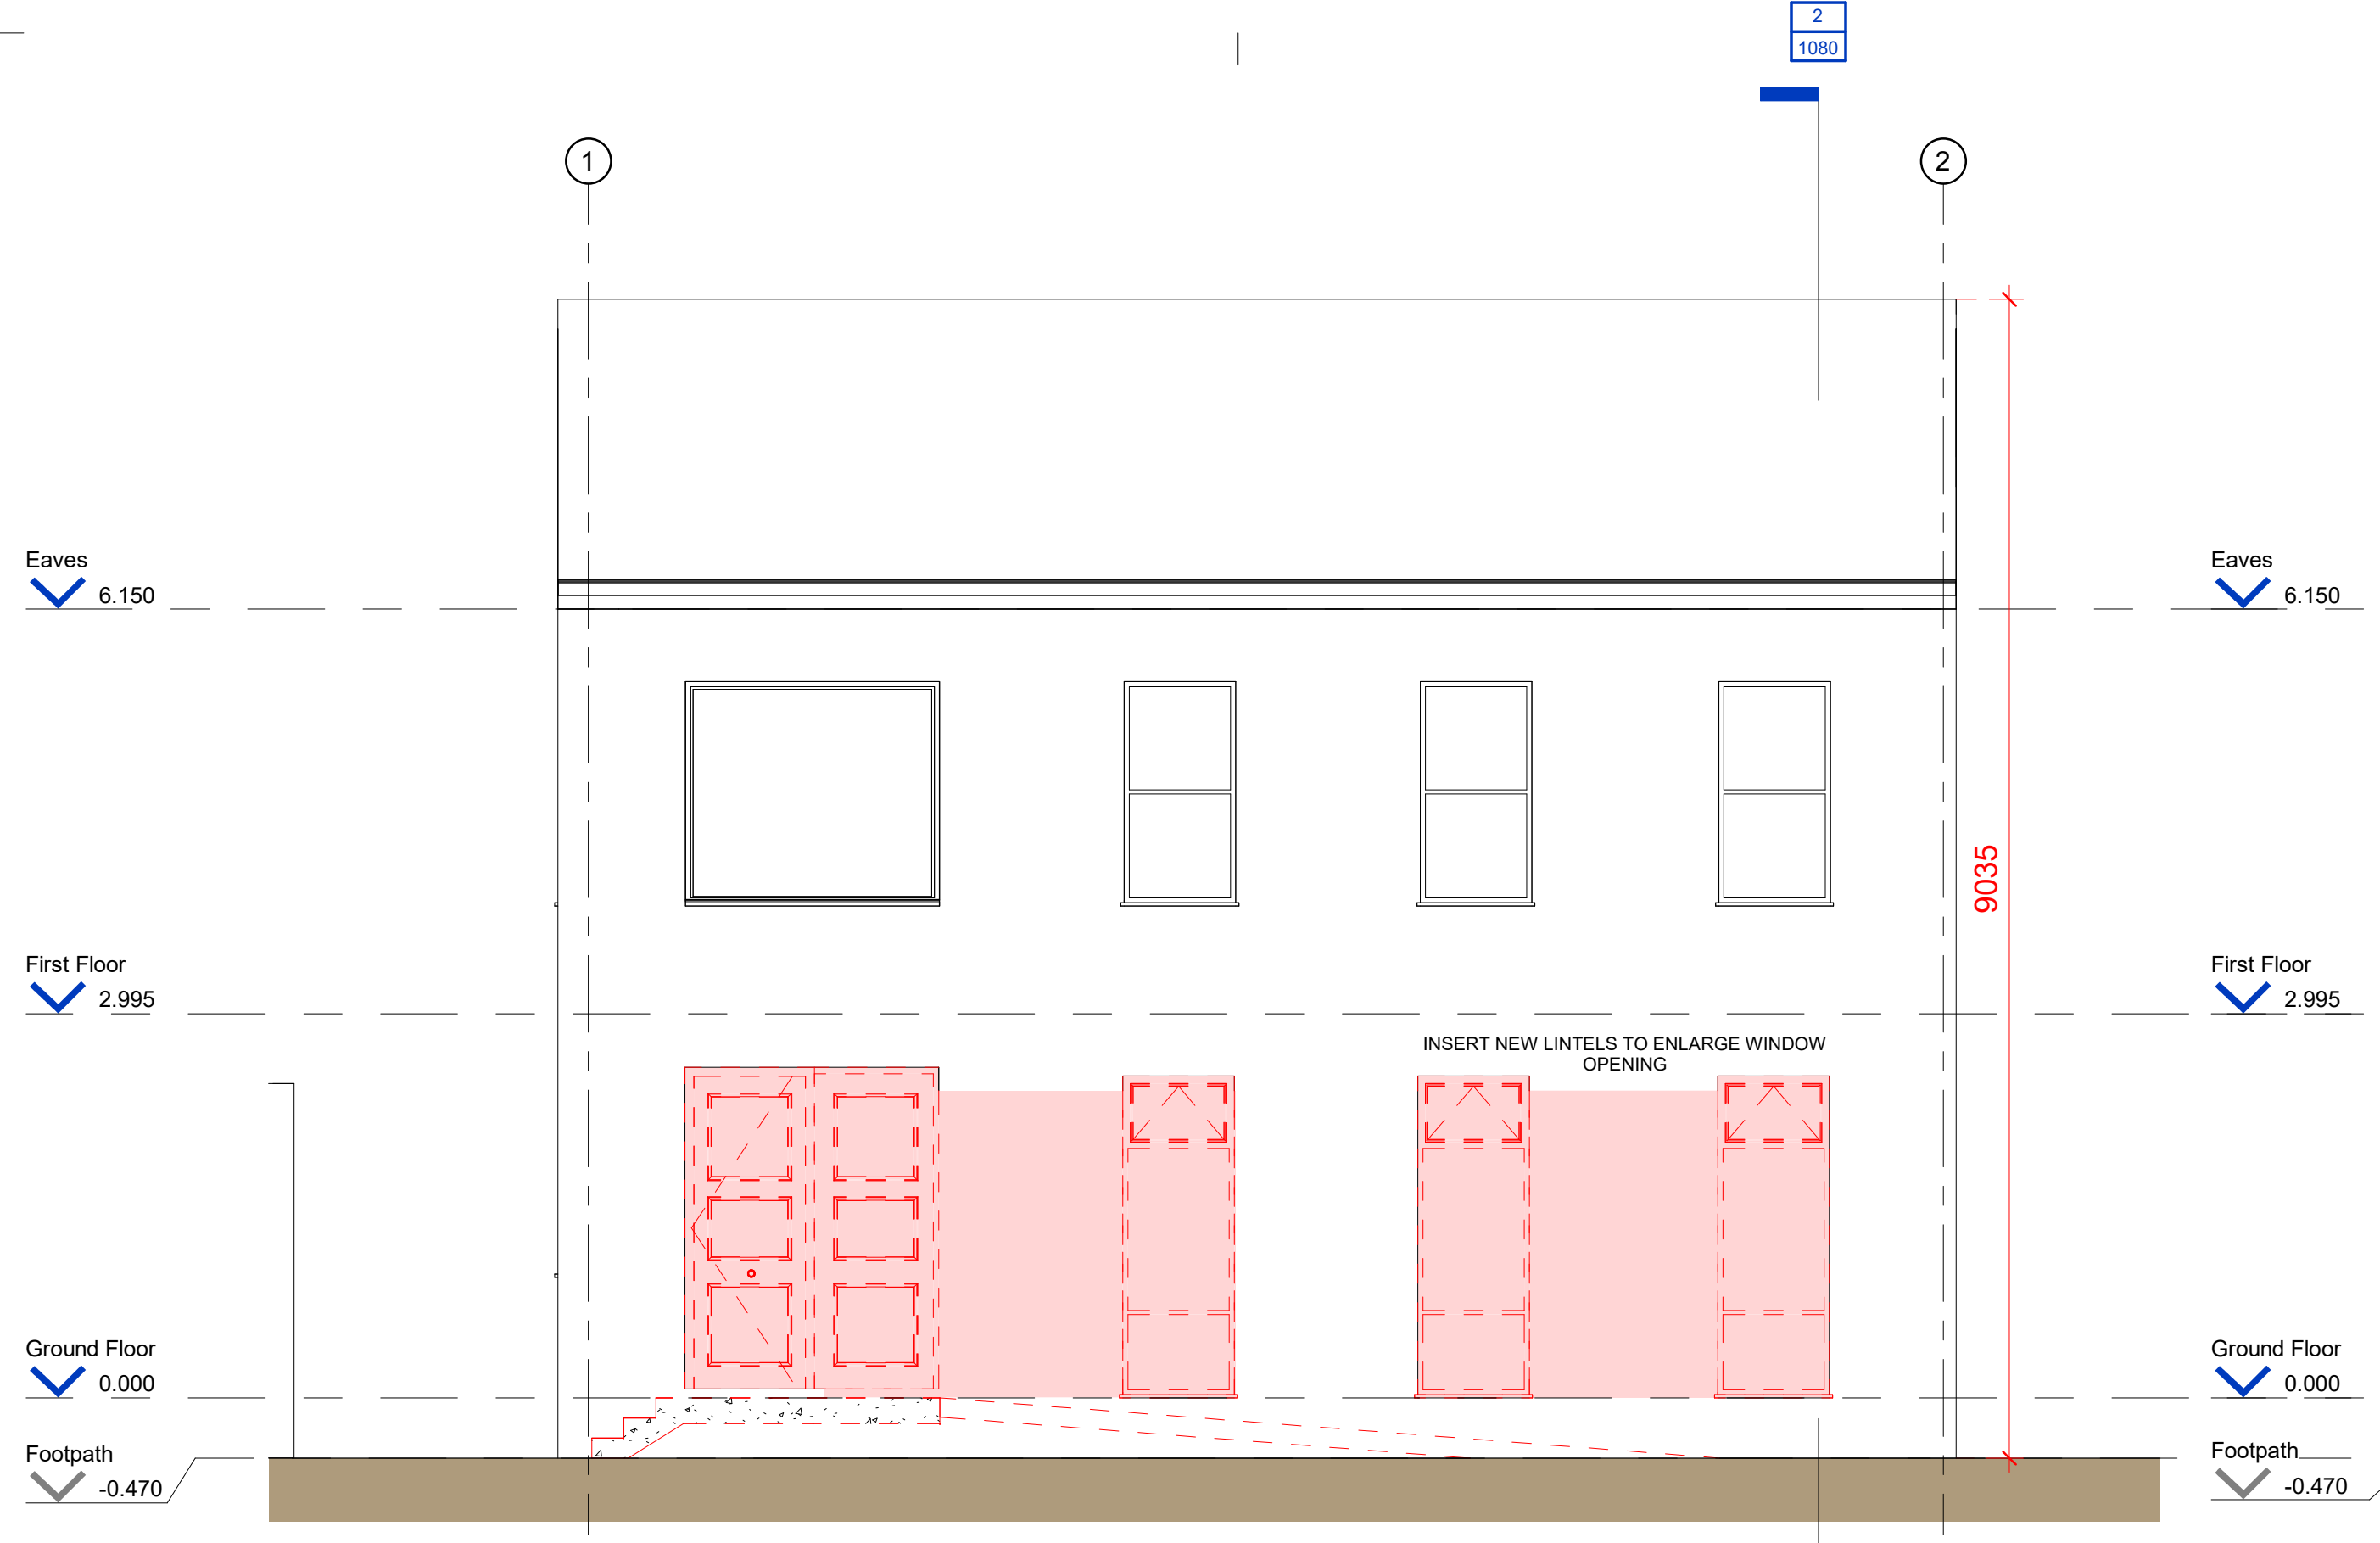 2
1080
1
2
Eaves
6.150
Eaves
6.150
9035
First Floor
2.995
First Floor
2.995
INSERT NEW LINTELS TO ENLARGE WINDOW
OPENING
Ground Floor
0.000
Ground Floor
0.000
Footpath
-0.470
Footpath
-0.470